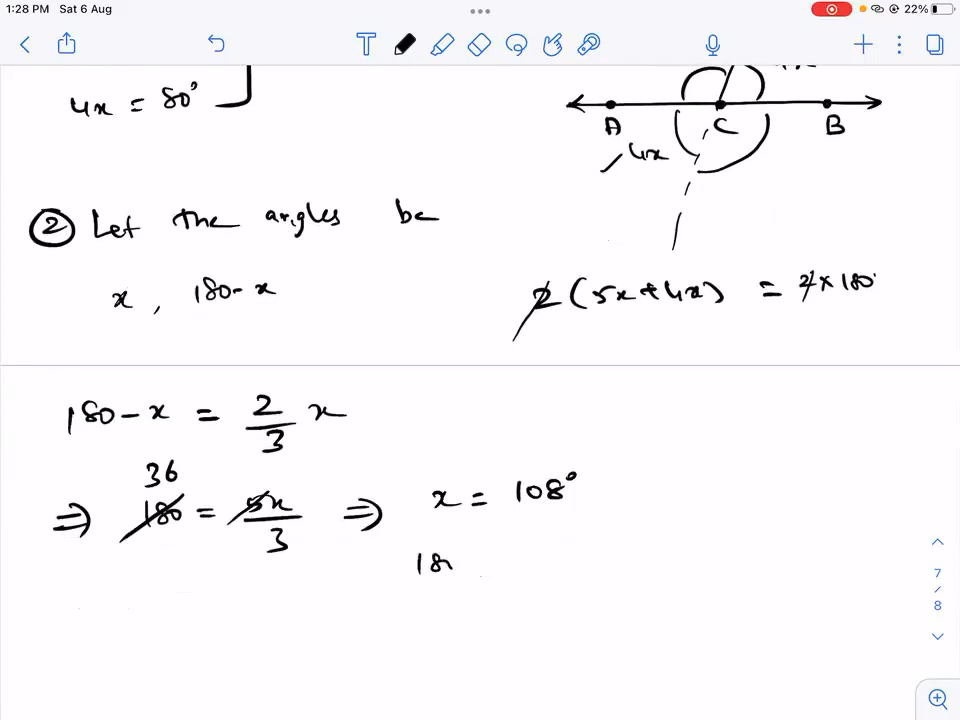 1:28 PM Sat 6 Aug
22%
4x = 80°
A C B
4x
② Let the angles be
x , 180-x
2 (5x+4x) = 2×180°
180-x = 2/3 x
36
⇒ 180 = 5x/3 ⇒ x = 108°
18
7
/
8